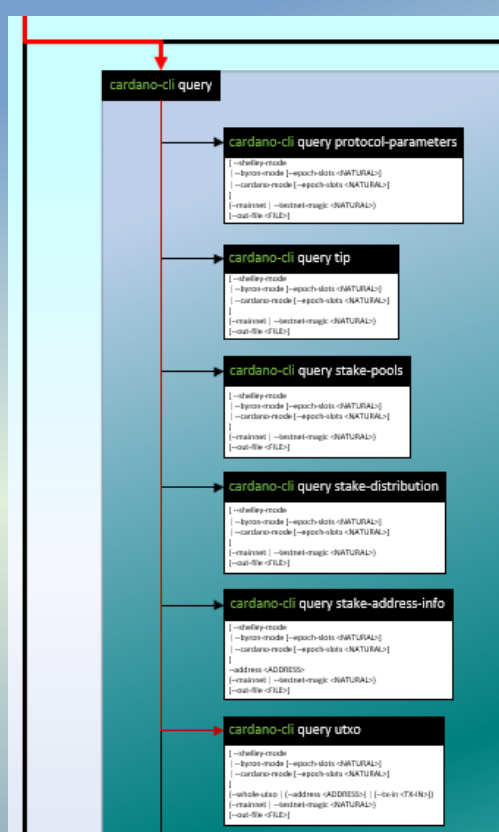 cardano-cli query
cardano-cli query protocol-parameters
[ --shelley-mode
| --byron-mode [--epoch-slots <NATURAL>]
| --cardano-mode [--epoch-slots <NATURAL>]
]
(--mainnet | --testnet-magic <NATURAL>)
[--out-file <FILE>]
cardano-cli query tip
[ --shelley-mode
| --byron-mode [--epoch-slots <NATURAL>]
| --cardano-mode [--epoch-slots <NATURAL>]
]
(--mainnet | --testnet-magic <NATURAL>)
[--out-file <FILE>]
cardano-cli query stake-pools
[ --shelley-mode
| --byron-mode [--epoch-slots <NATURAL>]
| --cardano-mode [--epoch-slots <NATURAL>]
]
(--mainnet | --testnet-magic <NATURAL>)
[--out-file <FILE>]
cardano-cli query stake-distribution
[ --shelley-mode
| --byron-mode [--epoch-slots <NATURAL>]
| --cardano-mode [--epoch-slots <NATURAL>]
]
(--mainnet | --testnet-magic <NATURAL>)
[--out-file <FILE>]
cardano-cli query stake-address-info
[ --shelley-mode
| --byron-mode [--epoch-slots <NATURAL>]
| --cardano-mode [--epoch-slots <NATURAL>]
]
--address <ADDRESS>
(--mainnet | --testnet-magic <NATURAL>)
[--out-file <FILE>]
cardano-cli query utxo
[ --shelley-mode
| --byron-mode [--epoch-slots <NATURAL>]
| --cardano-mode [--epoch-slots <NATURAL>]
]
(--whole-utxo | (--address <ADDRESS>) | (--tx-in <TX-IN>))
(--mainnet | --testnet-magic <NATURAL>)
[--out-file <FILE>]